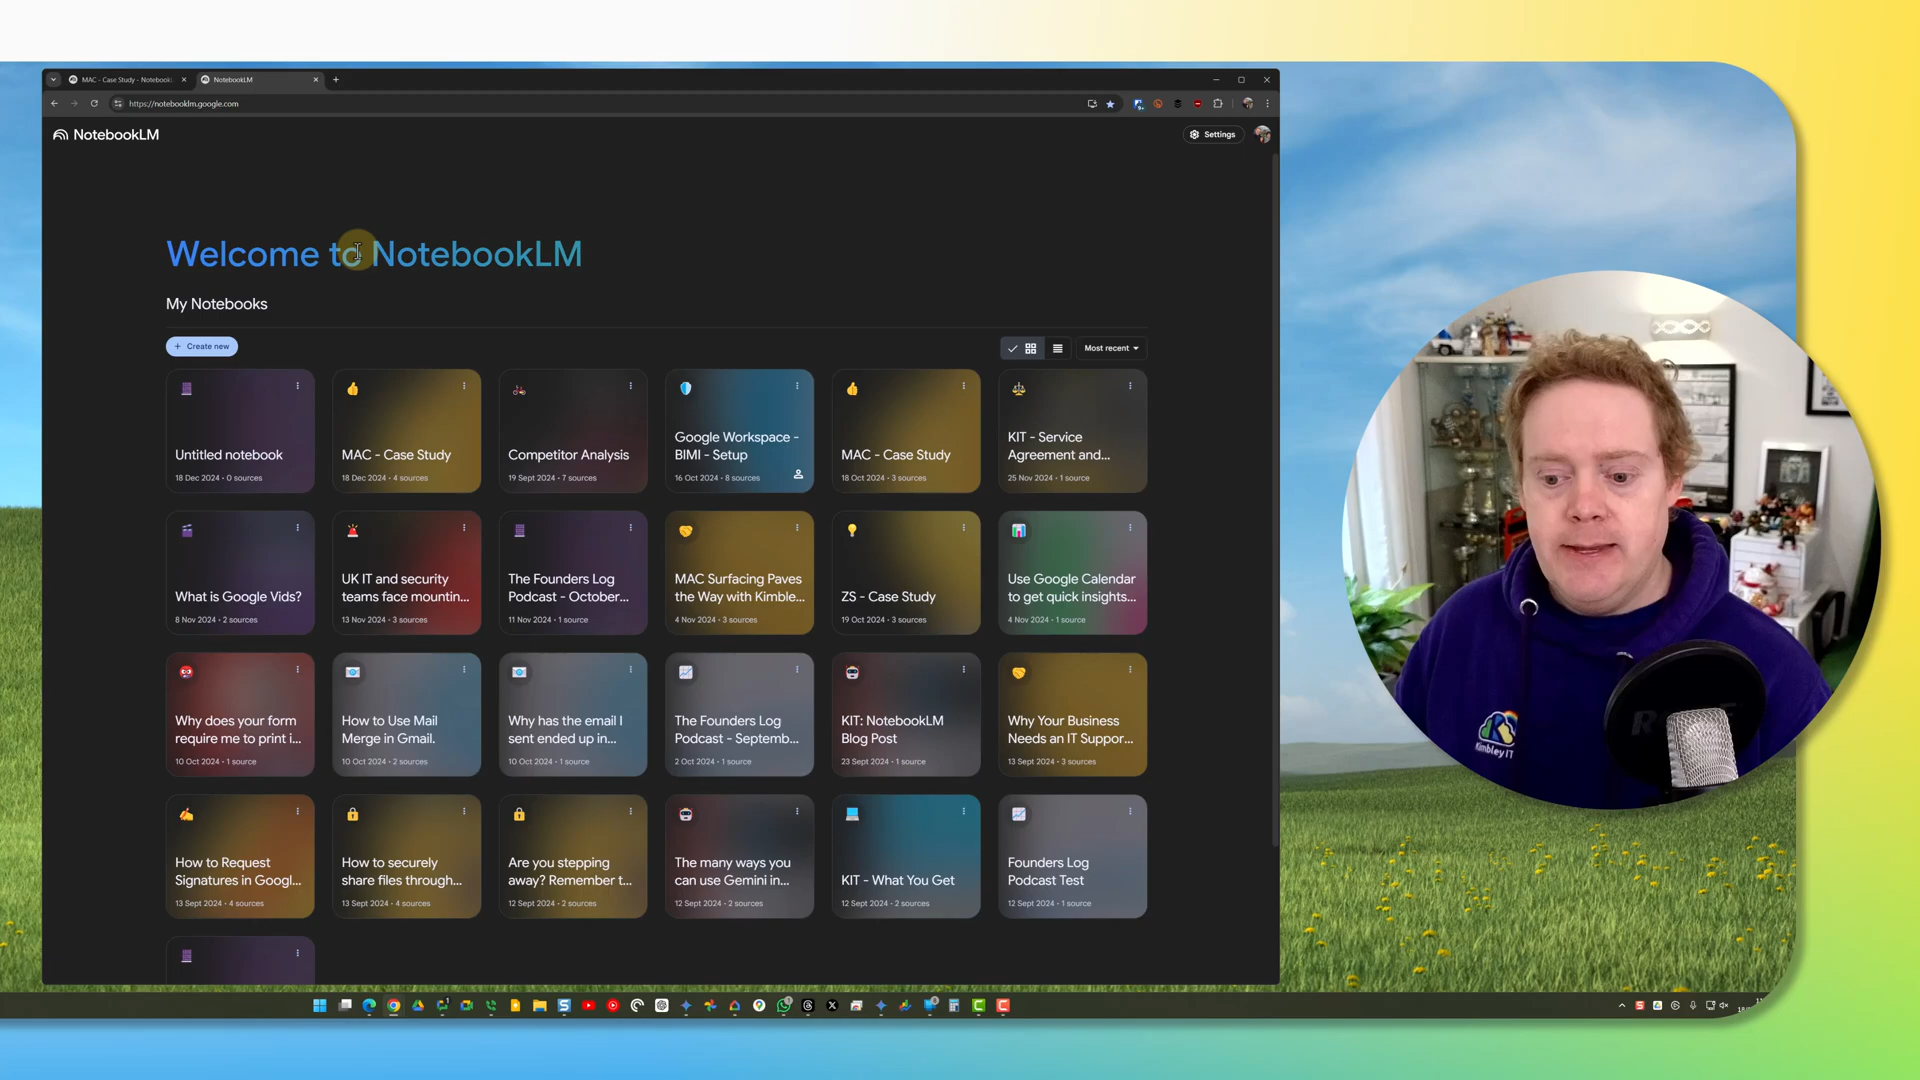 MAC - Case Study - Notebook
NotebookLM
https://notebooklm.google.com
NotebookLM
Settings
Welcome to NotebookLM
My Notebooks
+ Create new
Most recent
Untitled notebook
18 Dec 2024 • 0 sources
MAC - Case Study
18 Dec 2024 • 4 sources
Competitor Analysis
19 Sept 2024 • 7 sources
Google Workspace -
BIMI - Setup
16 Oct 2024 • 8 sources
MAC - Case Study
18 Oct 2024 • 3 sources
KIT - Service
Agreement and...
25 Nov 2024 • 1 source
What is Google Vids?
8 Nov 2024 • 2 sources
UK IT and security
teams face mountin...
13 Nov 2024 • 3 sources
The Founders Log
Podcast - October...
11 Nov 2024 • 1 source
MAC Surfacing Paves
the Way with Kimble...
4 Nov 2024 • 3 sources
ZS - Case Study
19 Oct 2024 • 3 sources
Use Google Calendar
to get quick insights...
4 Nov 2024 • 1 source
Why does your form
require me to print i...
10 Oct 2024 • 1 source
How to Use Mail
Merge in Gmail.
10 Oct 2024 • 2 sources
Why has the email I
sent ended up in...
10 Oct 2024 • 1 source
The Founders Log
Podcast - Septemb...
2 Oct 2024 • 1 source
KIT: NotebookLM
Blog Post
23 Sept 2024 • 1 source
Why Your Business
Needs an IT Suppor...
13 Sept 2024 • 3 sources
How to Request
Signatures in Googl...
13 Sept 2024 • 4 sources
How to securely
share files through...
13 Sept 2024 • 4 sources
Are you stepping
away? Remember t...
12 Sept 2024 • 2 sources
The many ways you
can use Gemini in...
12 Sept 2024 • 2 sources
KIT - What You Get
12 Sept 2024 • 2 sources
Founders Log
Podcast Test
12 Sept 2024 • 1 source
Kimbley IT